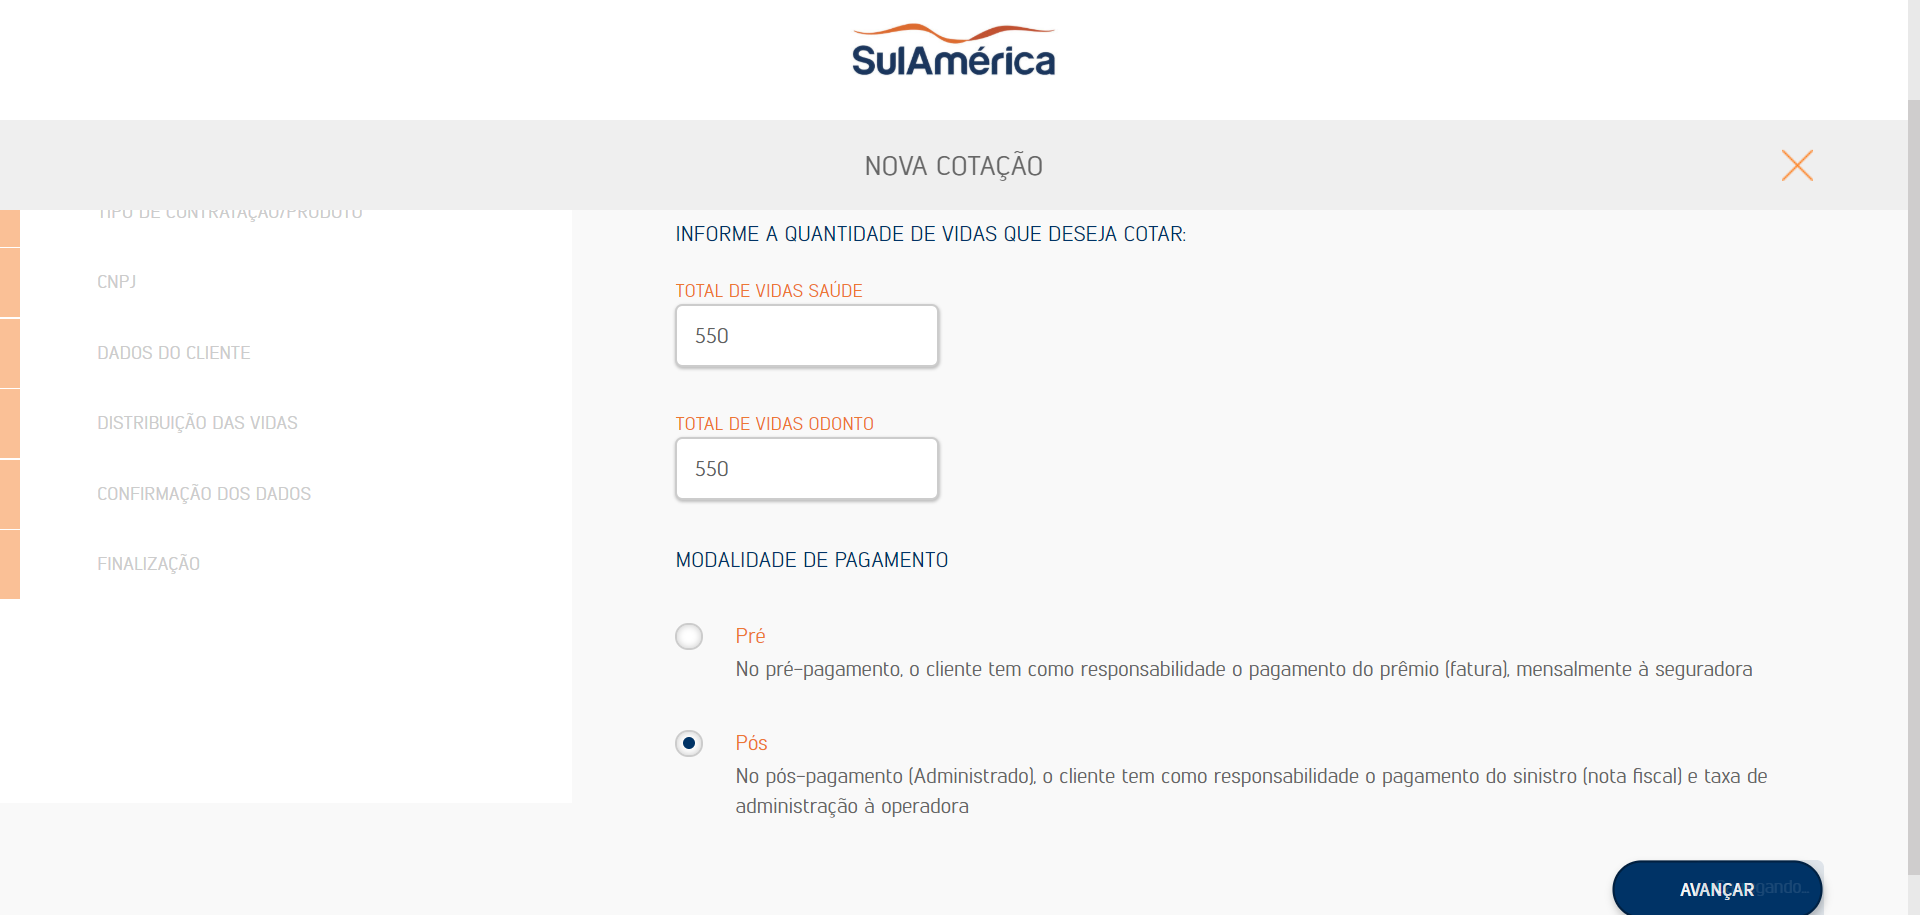 SulAmérica
NOVA COTAÇÃO
TIPO DE CONTRATAÇÃO/PRODUTO
CNPJ
DADOS DO CLIENTE
DISTRIBUIÇÃO DAS VIDAS
CONFIRMAÇÃO DOS DADOS
FINALIZAÇÃO
INFORME A QUANTIDADE DE VIDAS QUE DESEJA COTAR:
TOTAL DE VIDAS SAÚDE
550
TOTAL DE VIDAS ODONTO
550
MODALIDADE DE PAGAMENTO
Pré
No pré-pagamento, o cliente tem como responsabilidade o pagamento do prêmio (fatura), mensalmente à seguradora
Pós
No pós-pagamento (Administrado), o cliente tem como responsabilidade o pagamento do sinistro (nota fiscal) e taxa de
administração à operadora
AVANÇAR